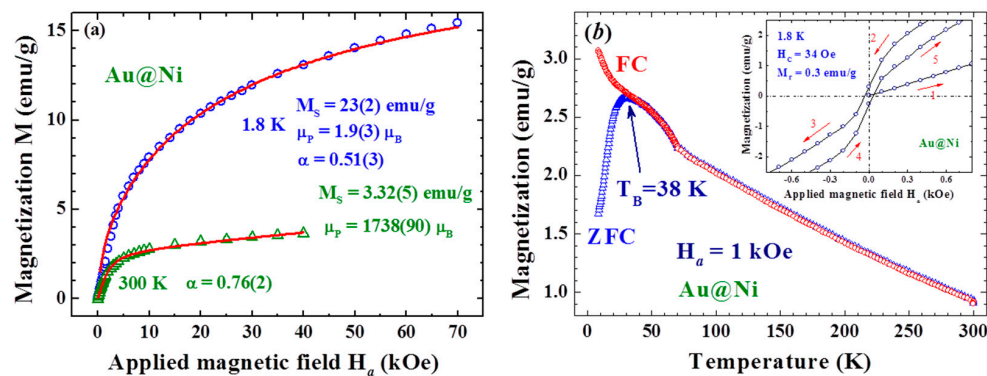 (a)
Au@Ni
M_S = 23(2) emu/g
1.8 K
μ_P = 1.9(3) μ_B
α = 0.51(3)
M_S = 3.32(5) emu/g
μ_P = 1738(90) μ_B
300 K
α = 0.76(2)
15
10
5
0
Magnetization M (emu/g)
0 10 20 30 40 50 60 70
Applied magnetic field H_a (kOe)
(b)
FC
T_B=38 K
ZFC
H_a = 1 kOe
Au@Ni
3.0
2.5
2.0
1.5
1.0
Magnetization (emu/g)
0 50 100 150 200 250 300
Temperature (K)
1.8 K
H_C = 34 Oe
M_r = 0.3 emu/g
2
5
1
3
4
Au@Ni
2
1
0
-1
-2
Magnetization (emu/g)
-0.6 -0.3 0.0 0.3 0.6
Applied magnetic field H_a (kOe)